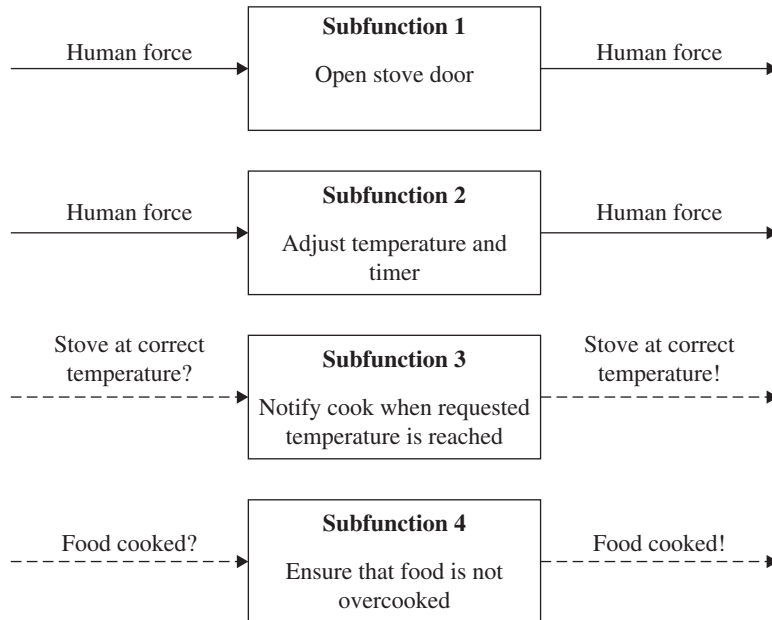 Subfunction 1
Human force
Open stove door
Human force
Subfunction 2
Human force
Adjust temperature and
timer
Human force
Stove at correct
temperature?
Subfunction 3
Notify cook when requested
temperature is reached
Stove at correct
temperature!
Subfunction 4
Food cooked?
Ensure that food is not
overcooked
Food cooked!